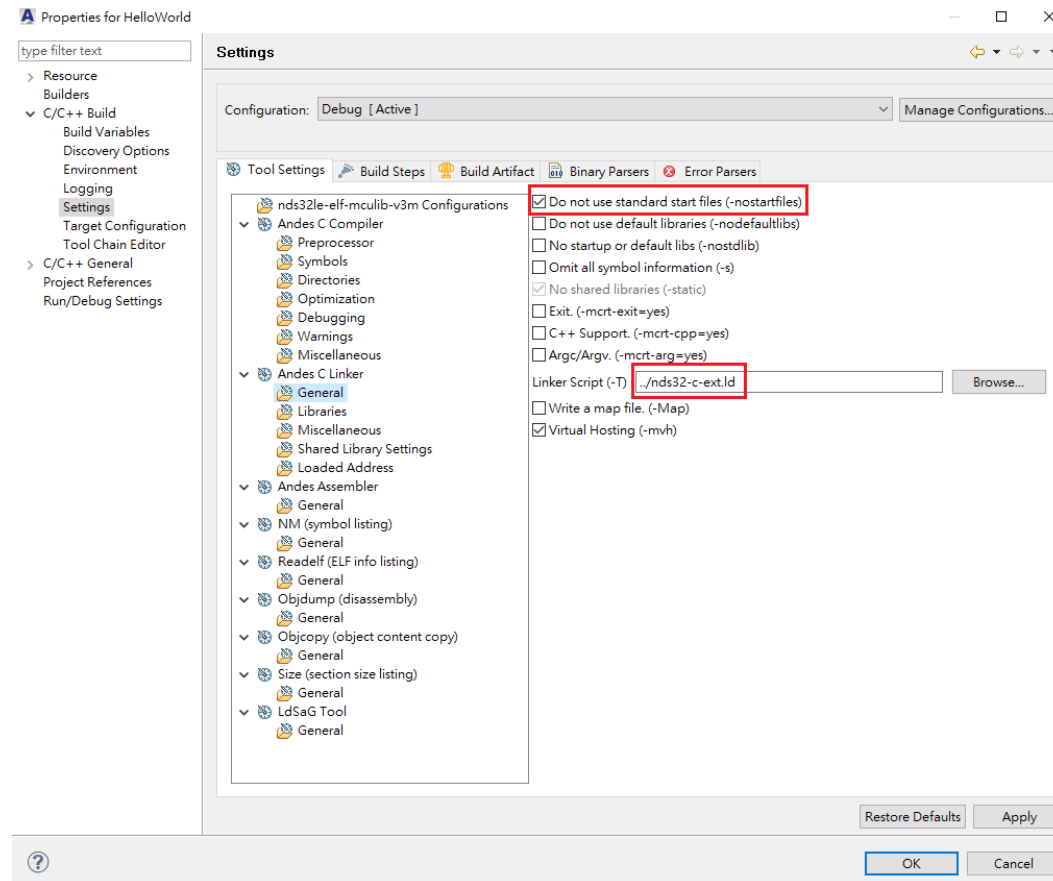 Properties for HelloWorld
type filter text
Resource
Builders
C/C++ Build
Build Variables
Discovery Options
Environment
Logging
Settings
Target Configuration
Tool Chain Editor
C/C++ General
Project References
Run/Debug Settings
Settings
Configuration: Debug [ Active ] Manage Configurations...
Tool Settings Build Steps Build Artifact Binary Parsers Error Parsers
nds32le-elf-mculib-v3m Configurations
Andes C Compiler
Preprocessor
Symbols
Directories
Optimization
Debugging
Warnings
Miscellaneous
Andes C Linker
General
Libraries
Miscellaneous
Shared Library Settings
Loaded Address
Andes Assembler
General
NM (symbol listing)
General
Readelf (ELF info listing)
General
Objdump (disassembly)
General
Objcopy (object content copy)
General
Size (section size listing)
General
LdSaG Tool
General
Do not use standard start files (-nostartfiles)
Do not use default libraries (-nodefaultlibs)
No startup or default libs (-nostdlib)
Omit all symbol information (-s)
No shared libraries (-static)
Exit. (-mcrt-exit=yes)
C++ Support. (-mcrt-cpp=yes)
Argc/Argv. (-mcrt-arg=yes)
Linker Script (-T) ../nds32-c-ext.ld Browse...
Write a map file. (-Map)
Virtual Hosting (-mvh)
Restore Defaults Apply
OK Cancel